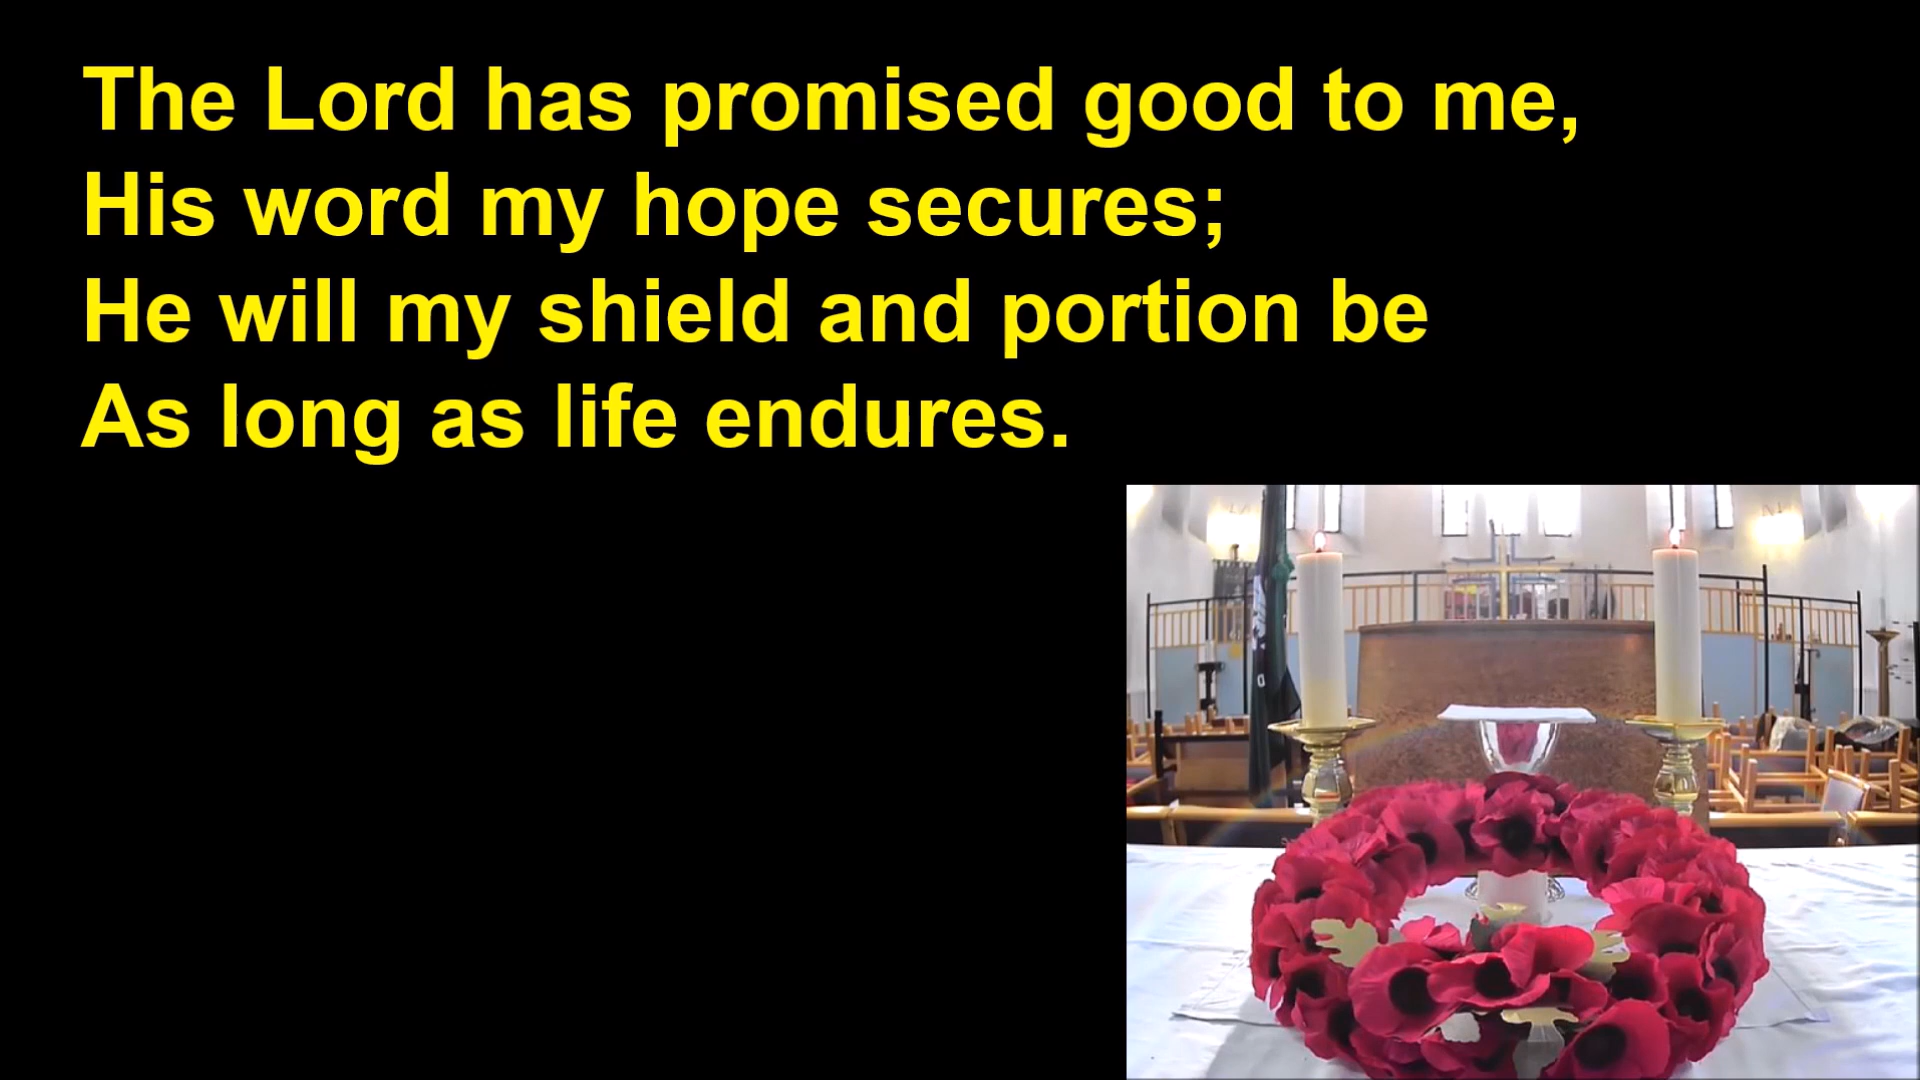 The Lord has promised good to me,
His word my hope secures;
He will my shield and portion be
As long as life endures.